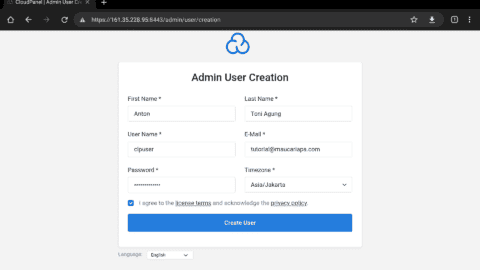 CloudPanel | Admin User Cr
https://161.35.228.95:8443/admin/user/creation
Admin User Creation
First Name *
Last Name *
Anton
Toni Agung
User Name *
E-Mail *
clpuser
tutorial@maucariapa.com
Password *
Timezone *
•••••••••••••
Asia/Jakarta
I agree to the license terms and acknowledge the privacy policy.
Create User
Language:
English